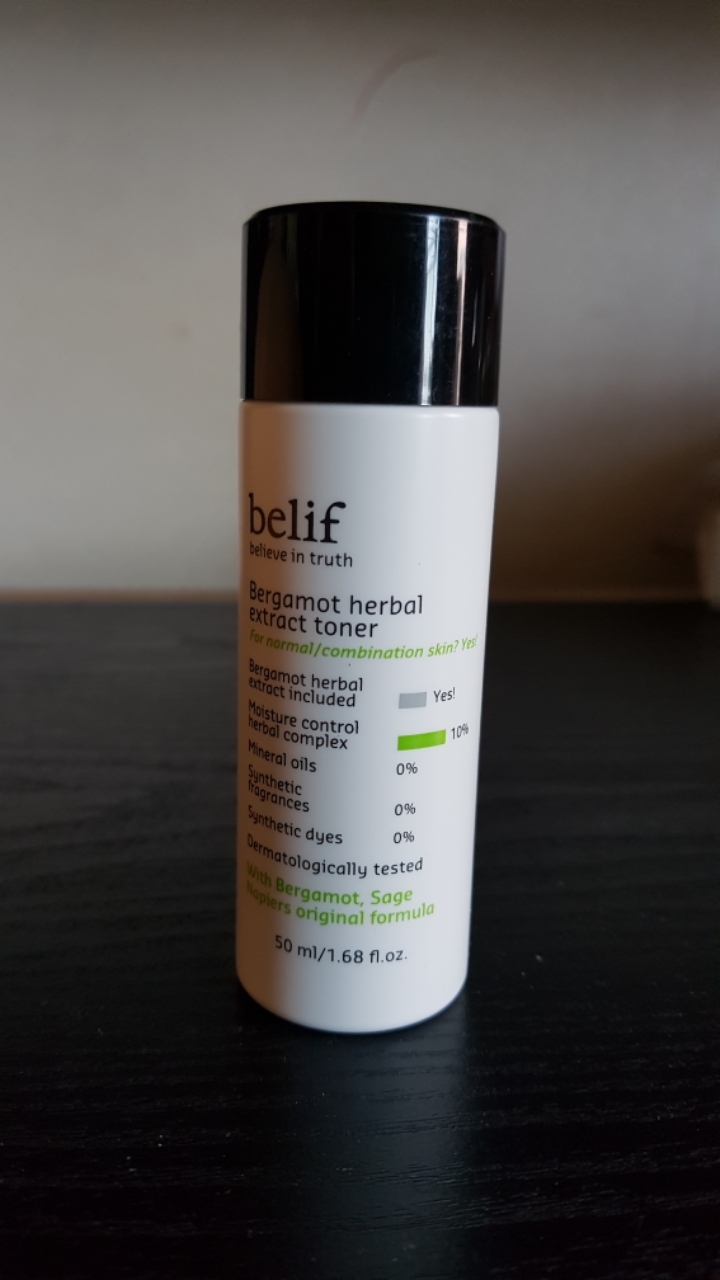 belif
believe in truth
Bergamot herbal
extract toner
For normal/combination skin? Yes!
Bergamot herbal
extract included Yes!
Moisture control
herbal complex 10%
Mineral oils 0%
Synthetic
fragrances 0%
Synthetic dyes 0%
Dermatologically tested
With Bergamot, Sage
Napiers original formula
50 ml/1.68 fl.oz.